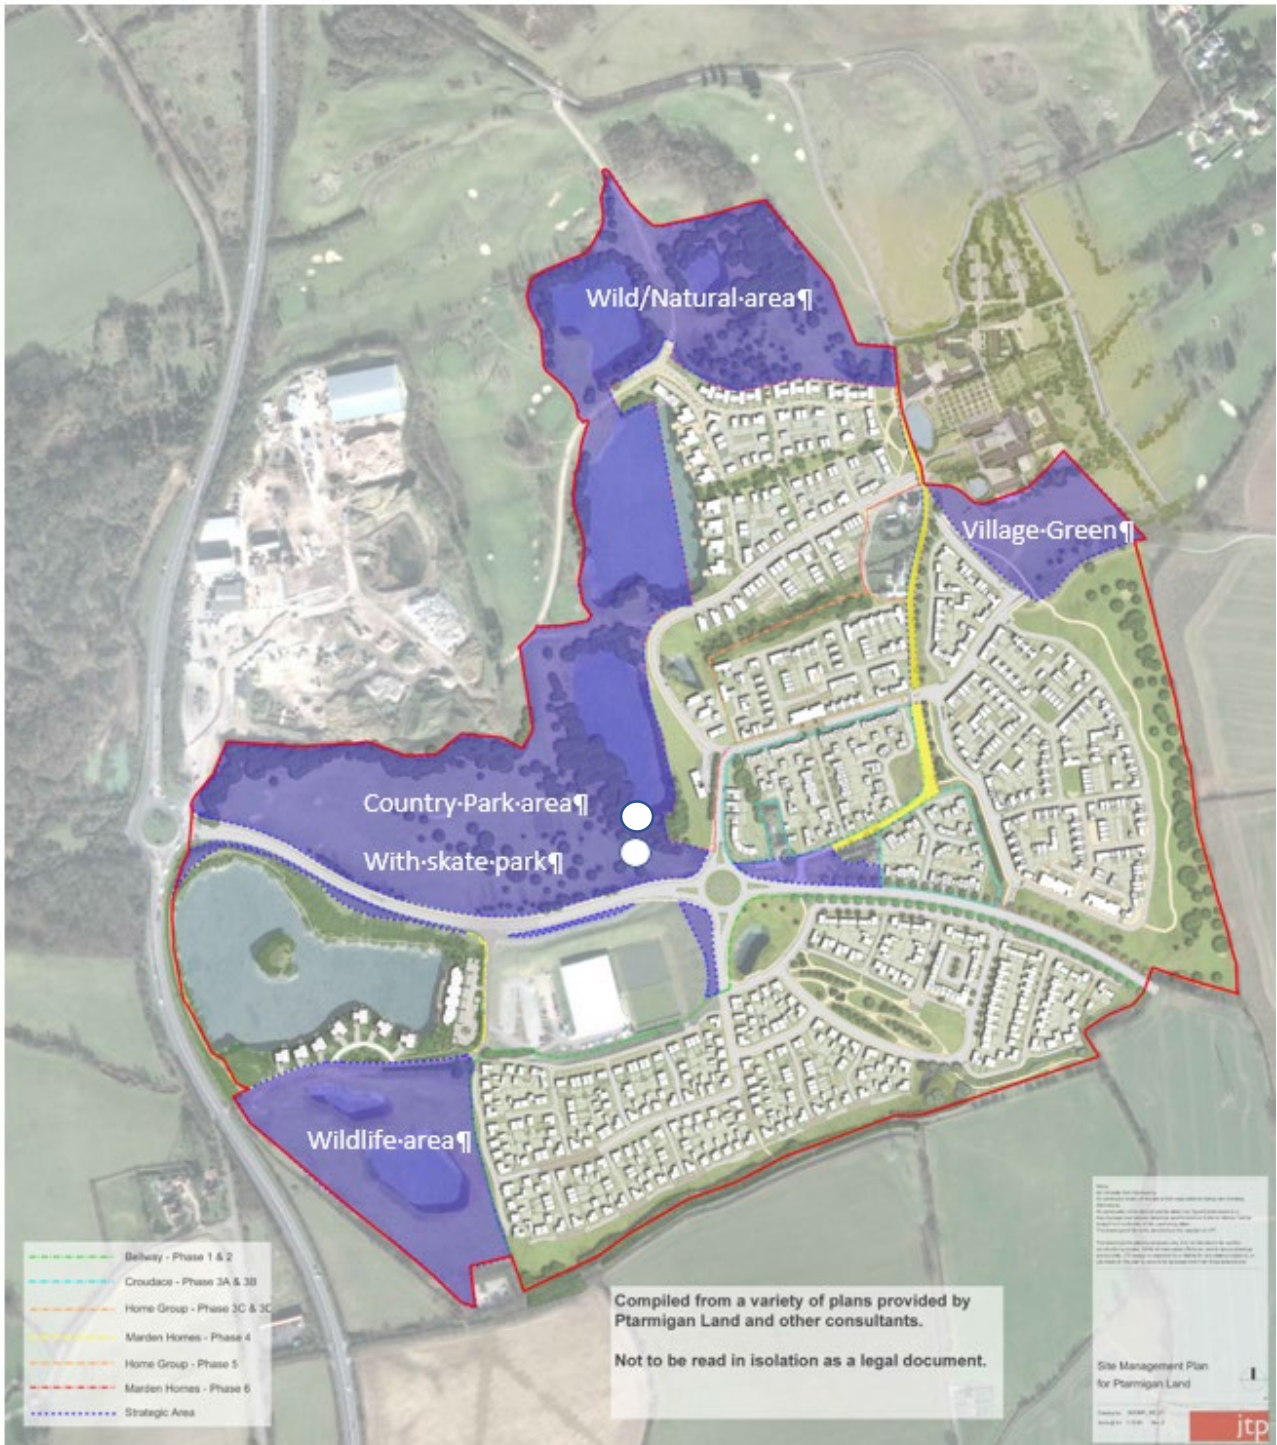 Wild/Natural·area¶
Village·Green¶
Country·Park·area¶
With·skate·park¶
Wildlife·area¶
Bellway - Phase 1 & 2
Croudace - Phase 3A & 3B
Home Group - Phase 3C & 3D
Marden Homes - Phase 4
Home Group - Phase 5
Marden Homes - Phase 6
Strategic Area
Compiled from a variety of plans provided by
Ptarmigan Land and other consultants.
Not to be read in isolation as a legal document.
Site Management Plan
for Ptarmigan Land
jtp